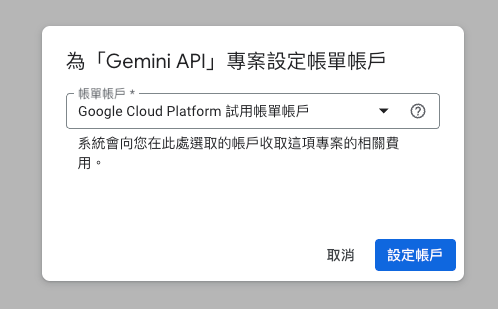 為「Gemini API」專案設定帳單帳戶
帳單帳戶 *
Google Cloud Platform 試用帳單帳戶
系統會向您在此處選取的帳戶收取這項專案的相關費
用。
取消 設定帳戶